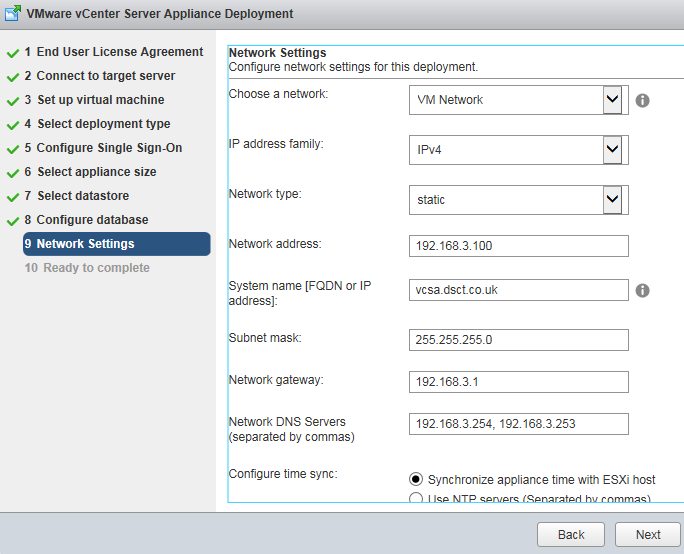 VMware vCenter Server Appliance Deployment
1 End User License Agreement
2 Connect to target server
3 Set up virtual machine
4 Select deployment type
5 Configure Single Sign-On
6 Select appliance size
7 Select datastore
8 Configure database
9 Network Settings
10 Ready to complete
Network Settings
Configure network settings for this deployment.
Choose a network:
VM Network
IP address family:
IPv4
Network type:
static
Network address:
192.168.3.100
System name [FQDN or IP
address]:
vcsa.dsct.co.uk
Subnet mask:
255.255.255.0
Network gateway:
192.168.3.1
Network DNS Servers
(separated by commas)
192.168.3.254, 192.168.3.253
Configure time sync:
Synchronize appliance time with ESXi host
Use NTP servers (Separated by commas)
Back
Next